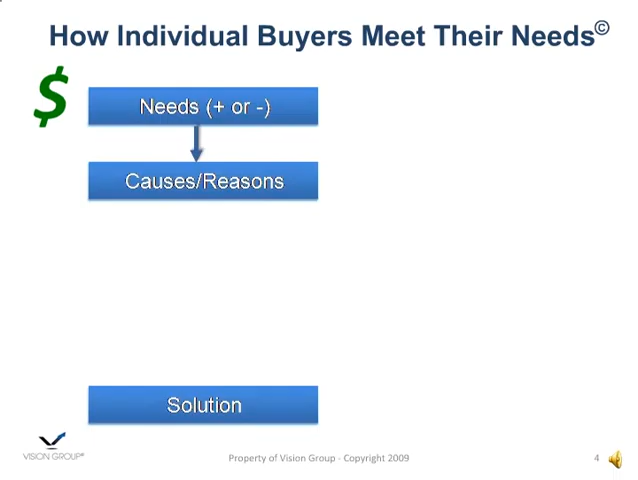 How Individual Buyers Meet Their Needs©
$
Needs (+ or -)
Causes/Reasons
Solution
VISION GROUP®
Property of Vision Group - Copyright 2009
4